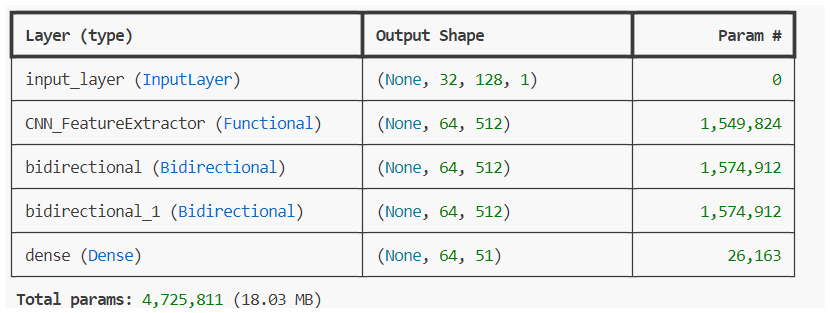 Layer (type) Output Shape Param #
input_layer (InputLayer) (None, 32, 128, 1) 0
CNN_FeatureExtractor (Functional) (None, 64, 512) 1,549,824
bidirectional (Bidirectional) (None, 64, 512) 1,574,912
bidirectional_1 (Bidirectional) (None, 64, 512) 1,574,912
dense (Dense) (None, 64, 51) 26,163
Total params: 4,725,811 (18.03 MB)